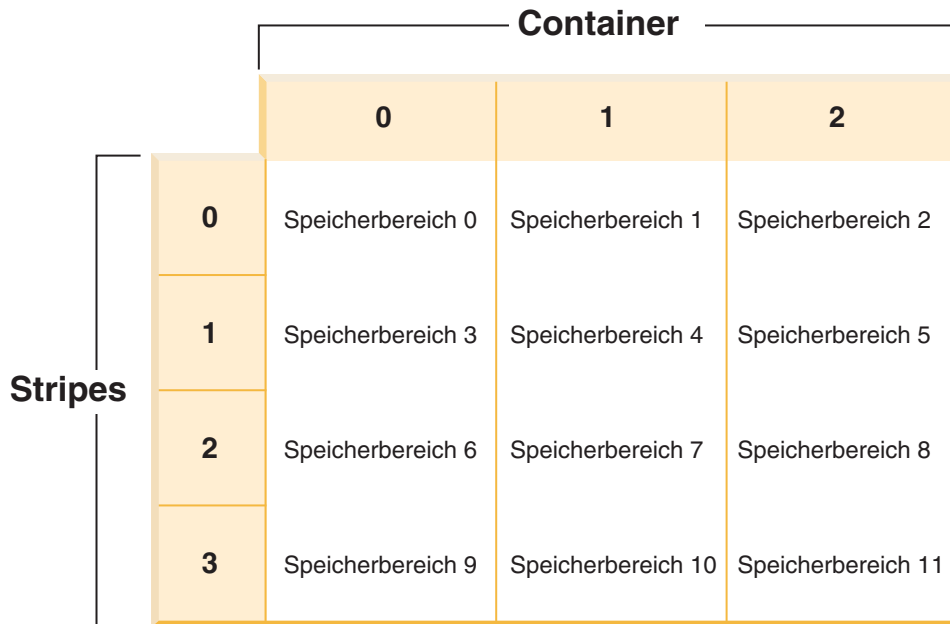 Container
0 1 2
0 Speicherbereich 0 Speicherbereich 1 Speicherbereich 2
1 Speicherbereich 3 Speicherbereich 4 Speicherbereich 5
Stripes
2 Speicherbereich 6 Speicherbereich 7 Speicherbereich 8
3 Speicherbereich 9 Speicherbereich 10 Speicherbereich 11